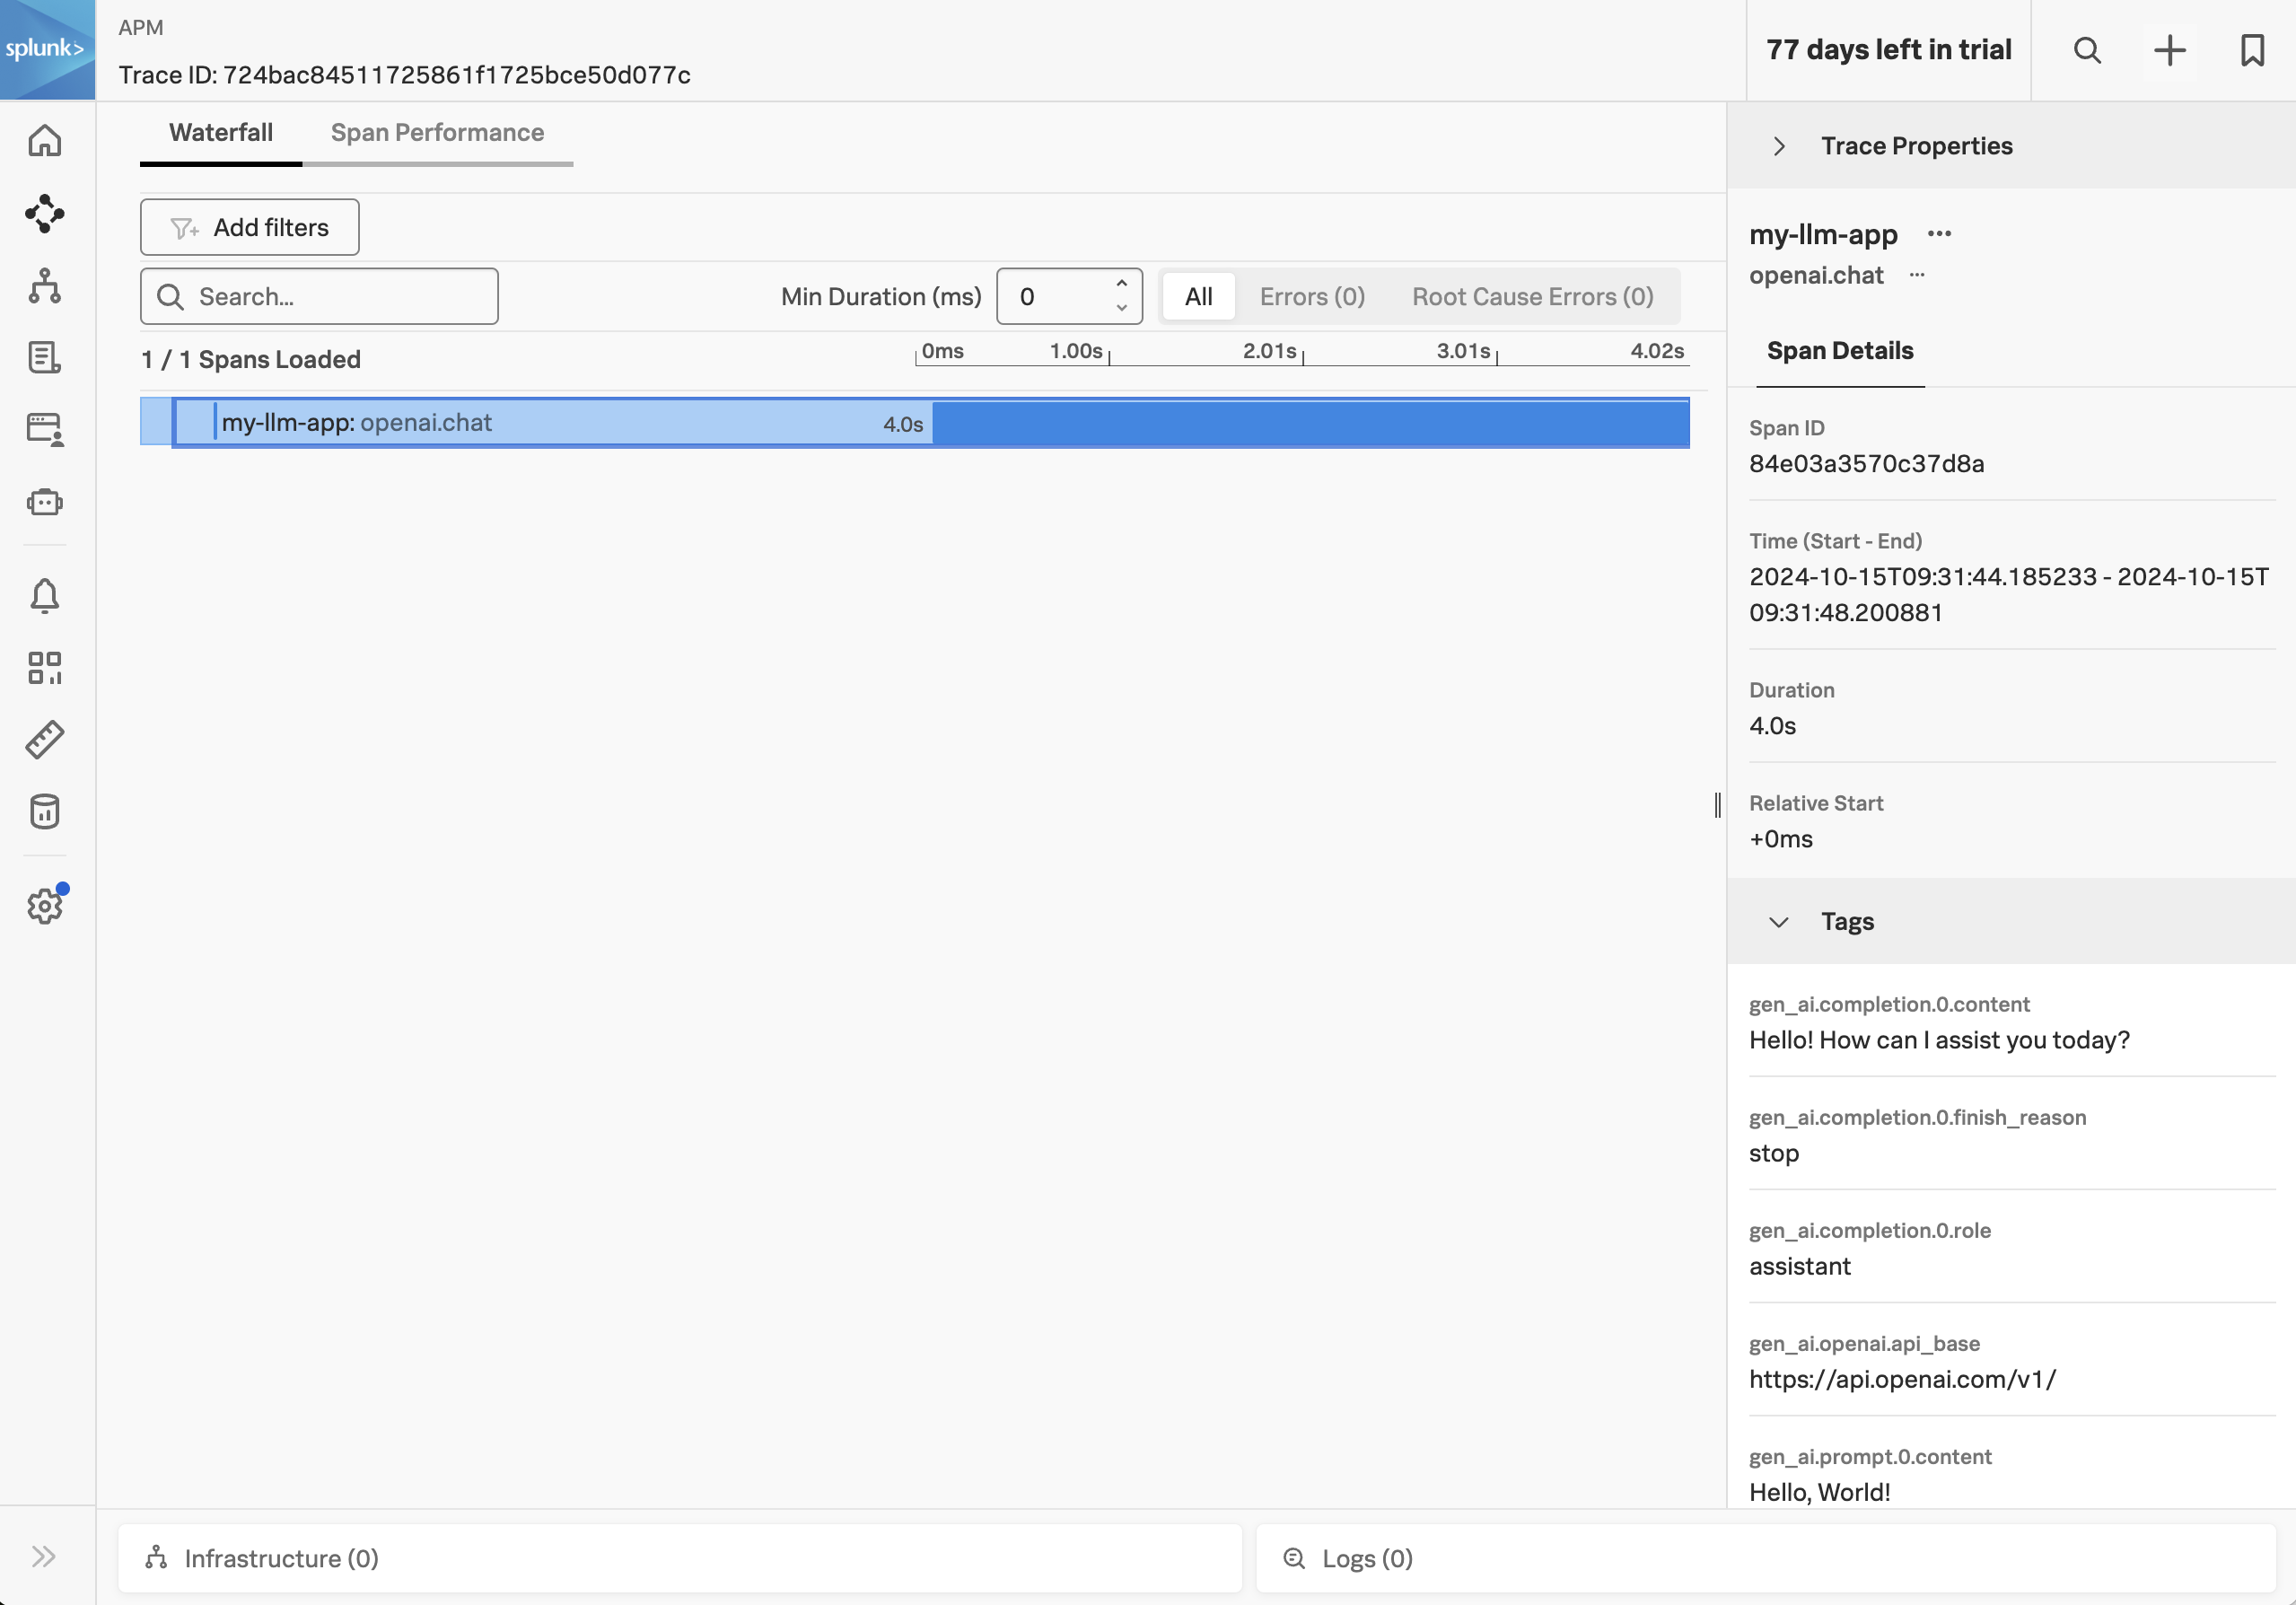 splunk>
APM
Trace ID: 724bac84511725861f1725bce50d077c
77 days left in trial
Waterfall
Span Performance
Add filters
Search...
Min Duration (ms)
0
All
Errors (0)
Root Cause Errors (0)
1 / 1 Spans Loaded
0ms
1.00s
2.01s
3.01s
4.02s
my-llm-app: openai.chat
4.0s
Trace Properties
my-llm-app
openai.chat
Span Details
Span ID
84e03a3570c37d8a
Time (Start - End)
2024-10-15T09:31:44.185233 - 2024-10-15T
09:31:48.200881
Duration
4.0s
Relative Start
+0ms
Tags
gen_ai.completion.0.content
Hello! How can I assist you today?
gen_ai.completion.0.finish_reason
stop
gen_ai.completion.0.role
assistant
gen_ai.openai.api_base
https://api.openai.com/v1/
gen_ai.prompt.0.content
Hello, World!
Infrastructure (0)
Logs (0)